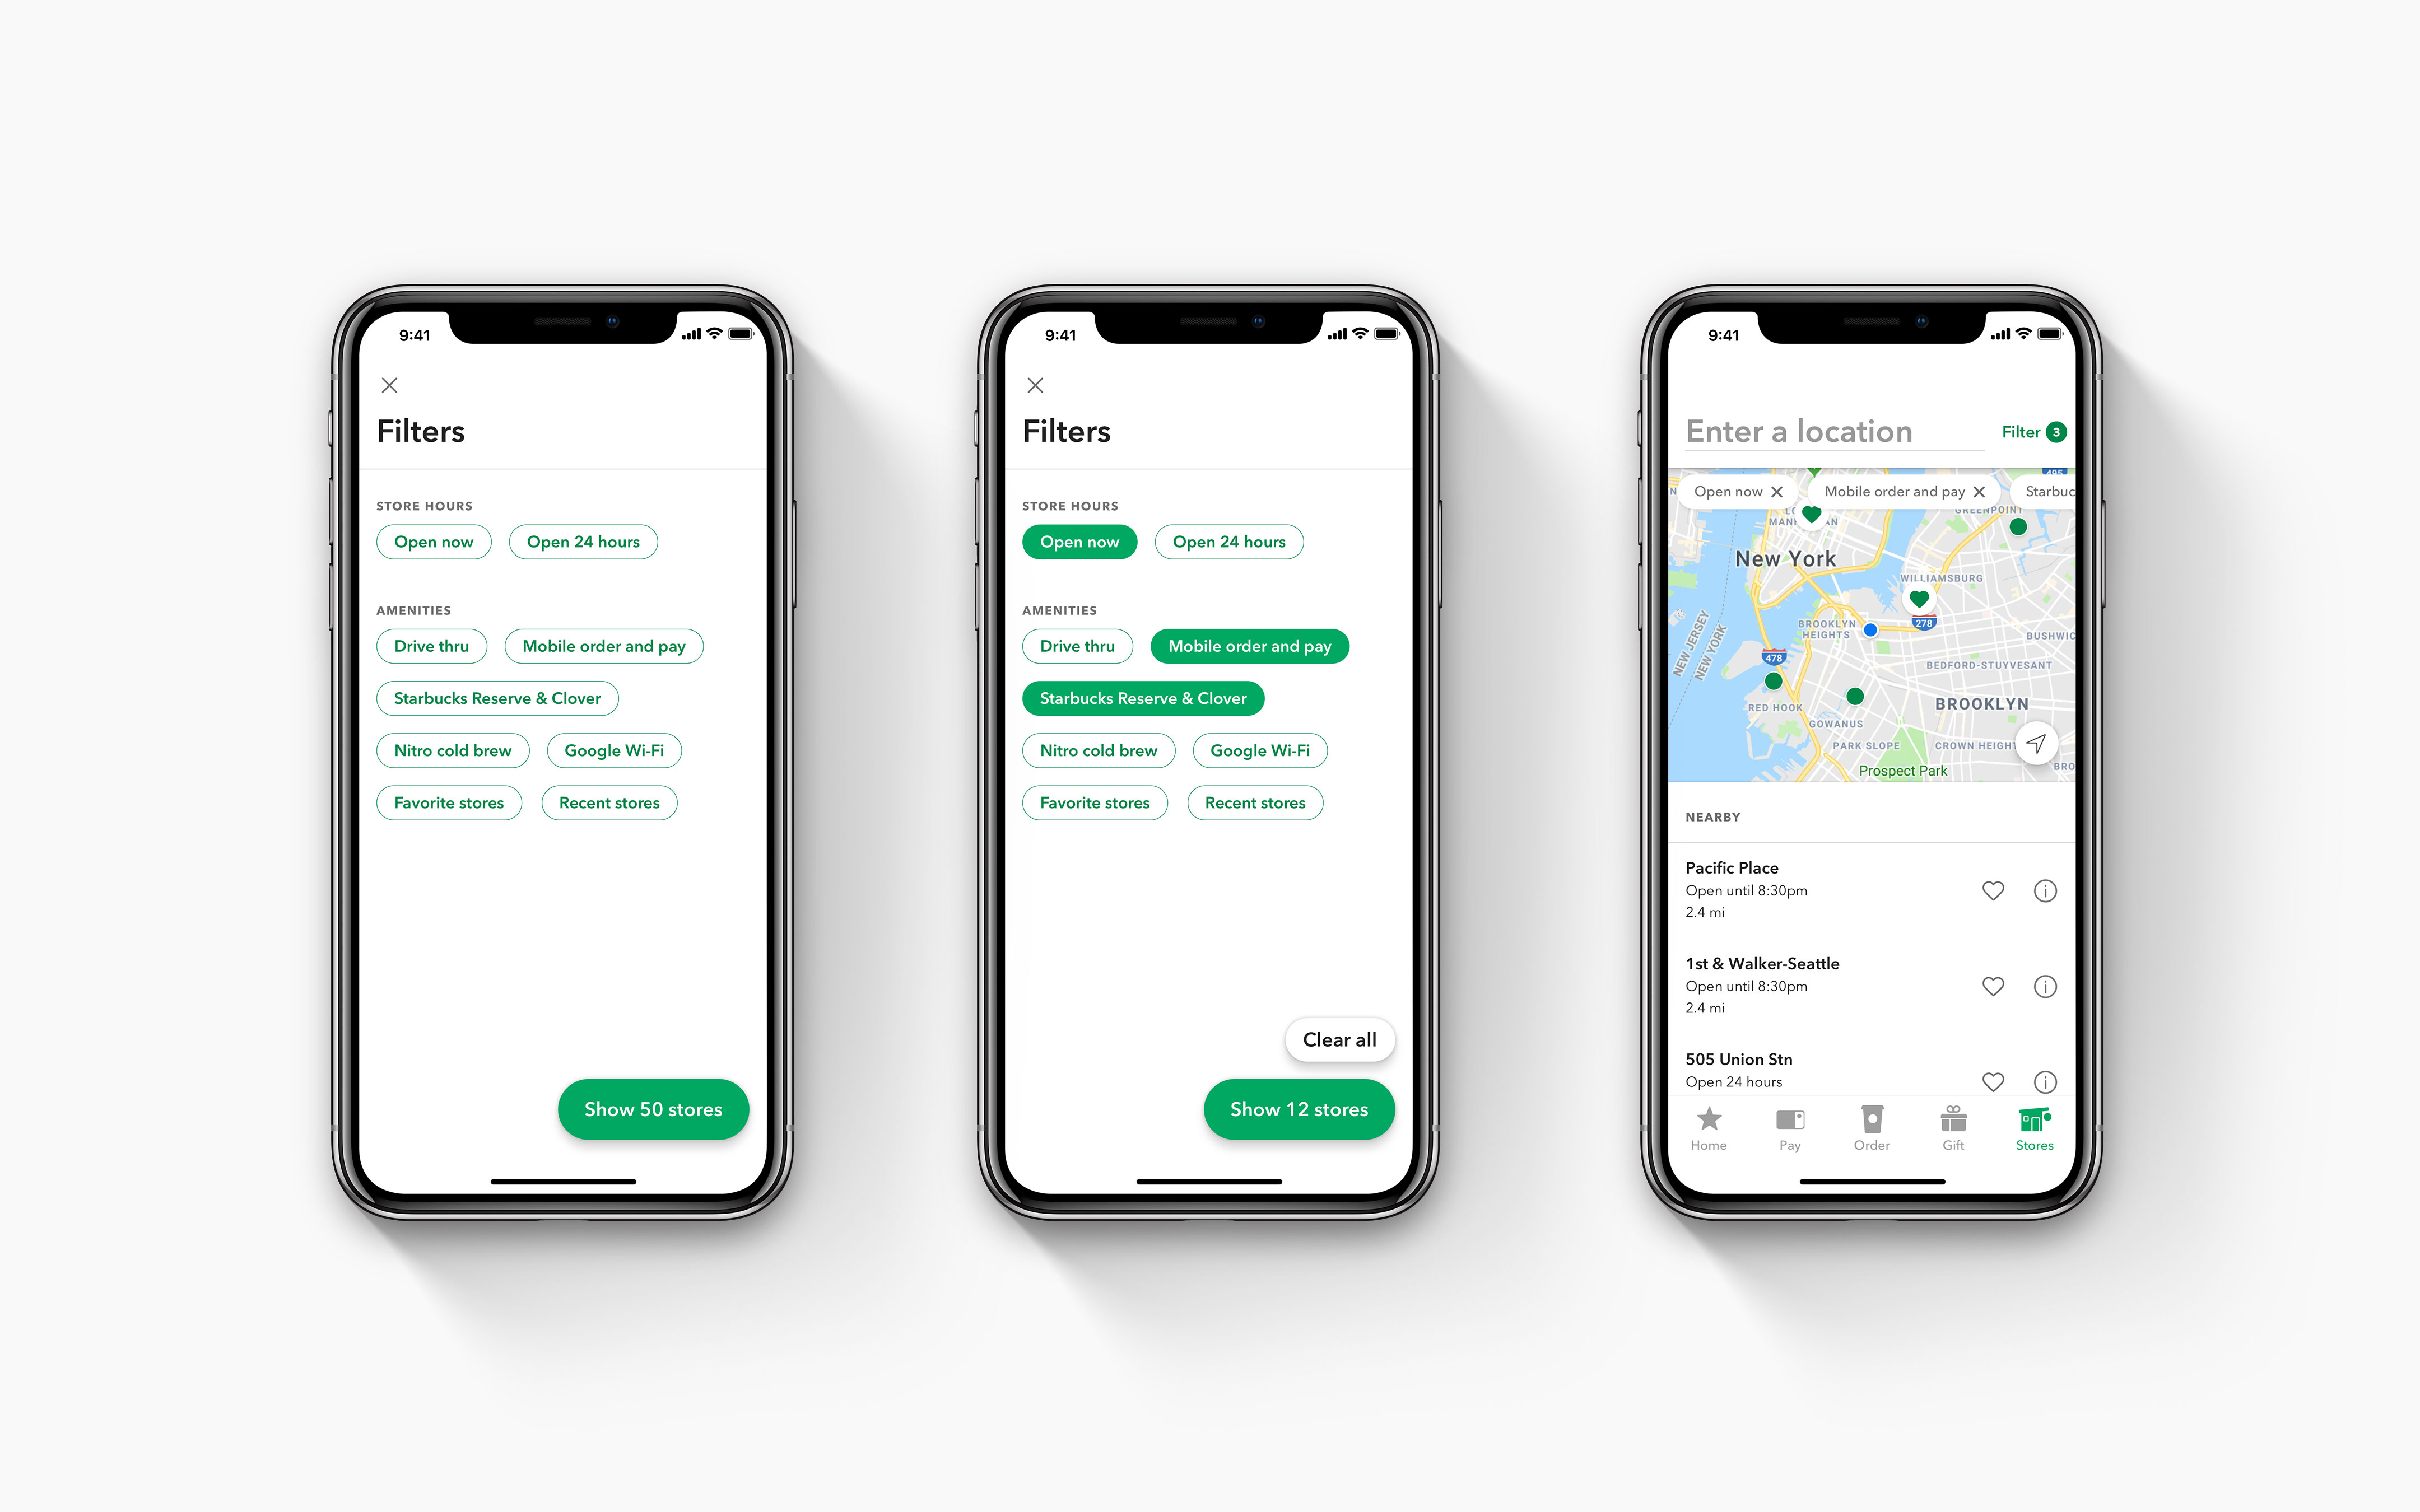 9:41
Filters
STORE HOURS
Open now
Open 24 hours
AMENITIES
Drive thru
Mobile order and pay
Starbucks Reserve & Clover
Nitro cold brew
Google Wi-Fi
Favorite stores
Recent stores
Show 50 stores
9:41
Filters
STORE HOURS
Open now
Open 24 hours
AMENITIES
Drive thru
Mobile order and pay
Starbucks Reserve & Clover
Nitro cold brew
Google Wi-Fi
Favorite stores
Recent stores
Clear all
Show 12 stores
9:41
Enter a location
Filter 3
495
Open now
Mobile order and pay
Starbuc
GREENPOINT
New York
WILLIAMSBURG
278
BROOKLYN
HEIGHTS
BUSHWIC
NEW JERSEY
NEW YORK
478
BEDFORD-STUYVESANT
RED HOOK
BROOKLYN
GOWANUS
PARK SLOPE
CROWN HEIGHT
BRO
Prospect Park
NEARBY
Pacific Place
Open until 8:30pm
2.4 mi
1st & Walker-Seattle
Open until 8:30pm
2.4 mi
505 Union Stn
Open 24 hours
Home
Pay
Order
Gift
Stores